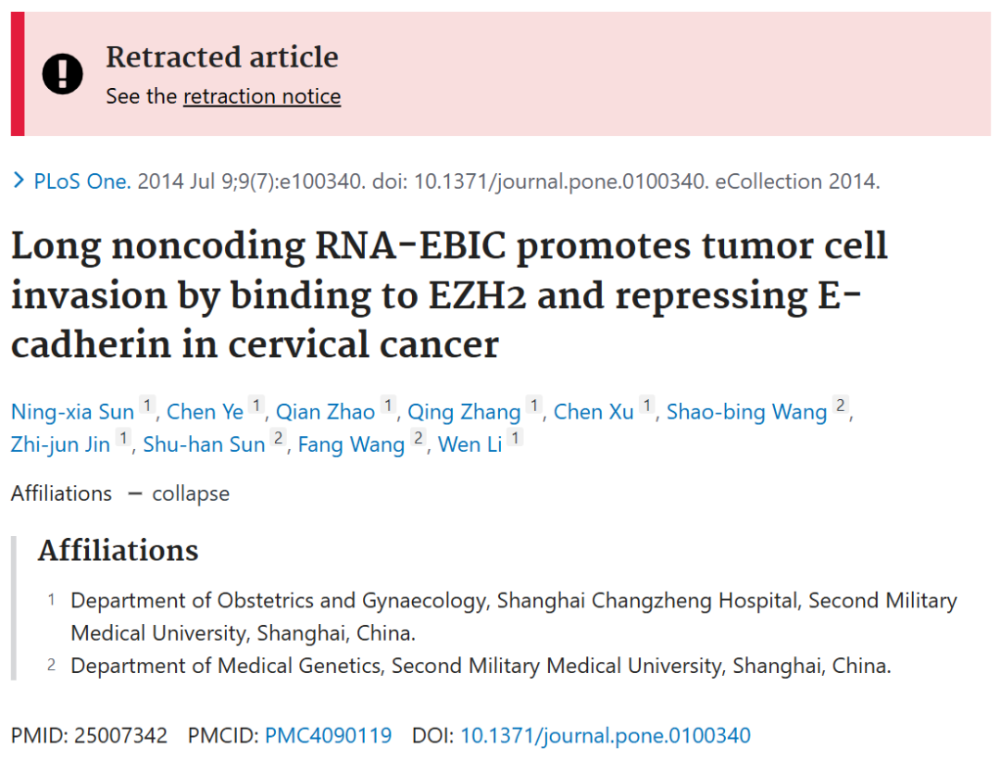 Retracted article
See the retraction notice
PLoS One. 2014 Jul 9;9(7):e100340. doi: 10.1371/journal.pone.0100340. eCollection 2014.
Long noncoding RNA-EBIC promotes tumor cell
invasion by binding to EZH2 and repressing E-
cadherin in cervical cancer
Ning-xia Sun 1, Chen Ye 1, Qian Zhao 1, Qing Zhang 1, Chen Xu 1, Shao-bing Wang 2,
Zhi-jun Jin 1, Shu-han Sun 2, Fang Wang 2, Wen Li 1
Affiliations – collapse
Affiliations
1 Department of Obstetrics and Gynaecology, Shanghai Changzheng Hospital, Second Military
Medical University, Shanghai, China.
2 Department of Medical Genetics, Second Military Medical University, Shanghai, China.
PMID: 25007342 PMCID: PMC4090119 DOI: 10.1371/journal.pone.0100340